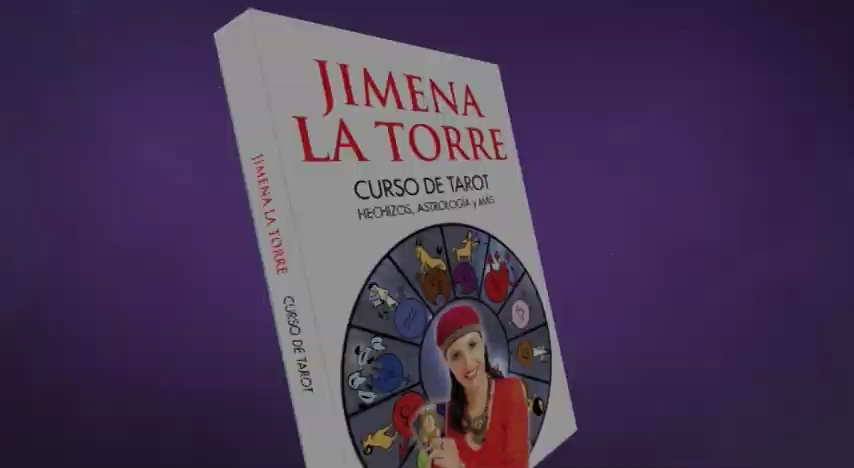 JIMENA
LA TORRE
CURSO DE TAROT
HECHIZOS, ASTROLOGÍA y MÁS
JIMENA LA TORRE CURSO DE TAROT